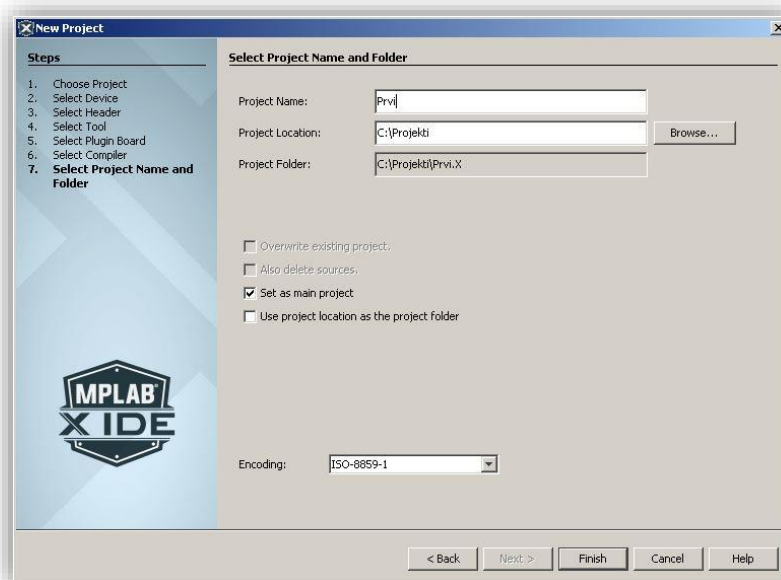 New Project
Steps
1. Choose Project
2. Select Device
3. Select Header
4. Select Tool
5. Select Plugin Board
6. Select Compiler
7. Select Project Name and
Folder
Select Project Name and Folder
Project Name: Prvi
Project Location: C:\Projekti Browse...
Project Folder: C:\Projekti\Prvi.X
Overwrite existing project.
Also delete sources.
Set as main project
Use project location as the project folder
MPLAB
X IDE
Encoding: ISO-8859-1
< Back Next > Finish Cancel Help